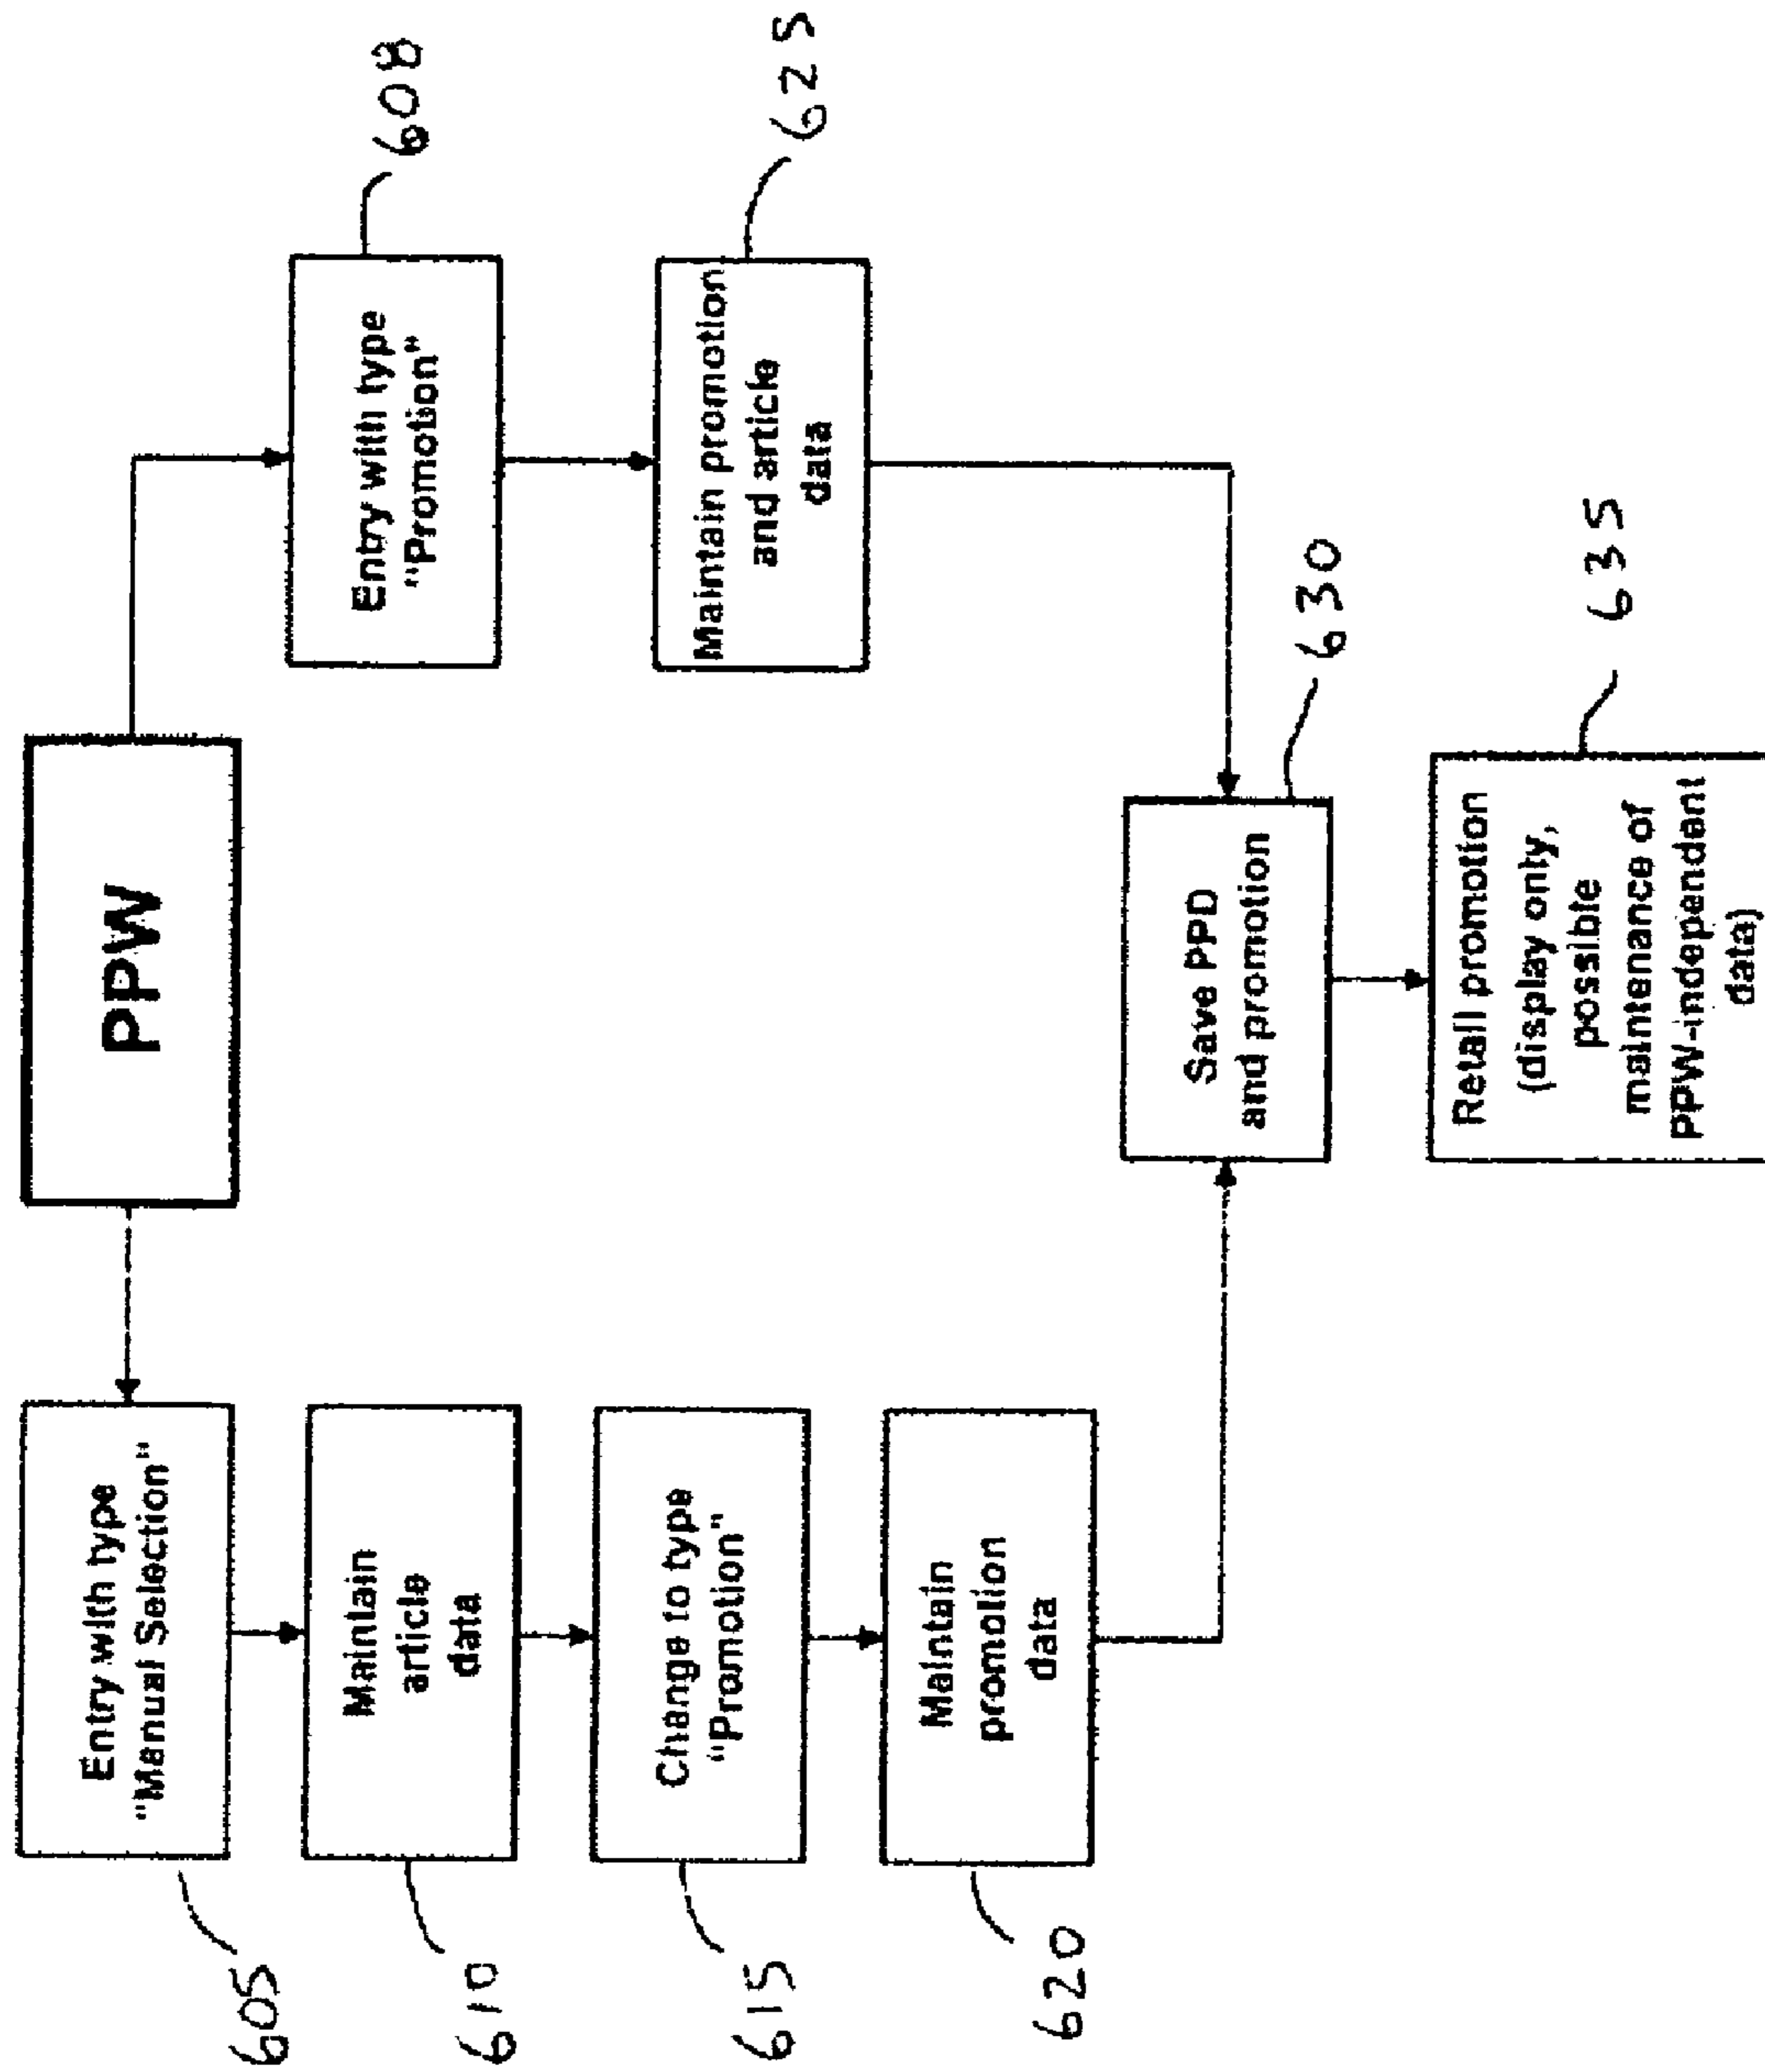 PPW
Entry with type
"Manual Selection"
605
Maintain
article
data
610
Change to type
"Promotion"
615
Maintain
promotion
data
620
Entry with type
"Promotion"
608
Maintain promotion
and article
data
625
Save PPD
and promotion
630
Retail promotion
(display only,
possible
maintenance of
PPW-independent
data)
635